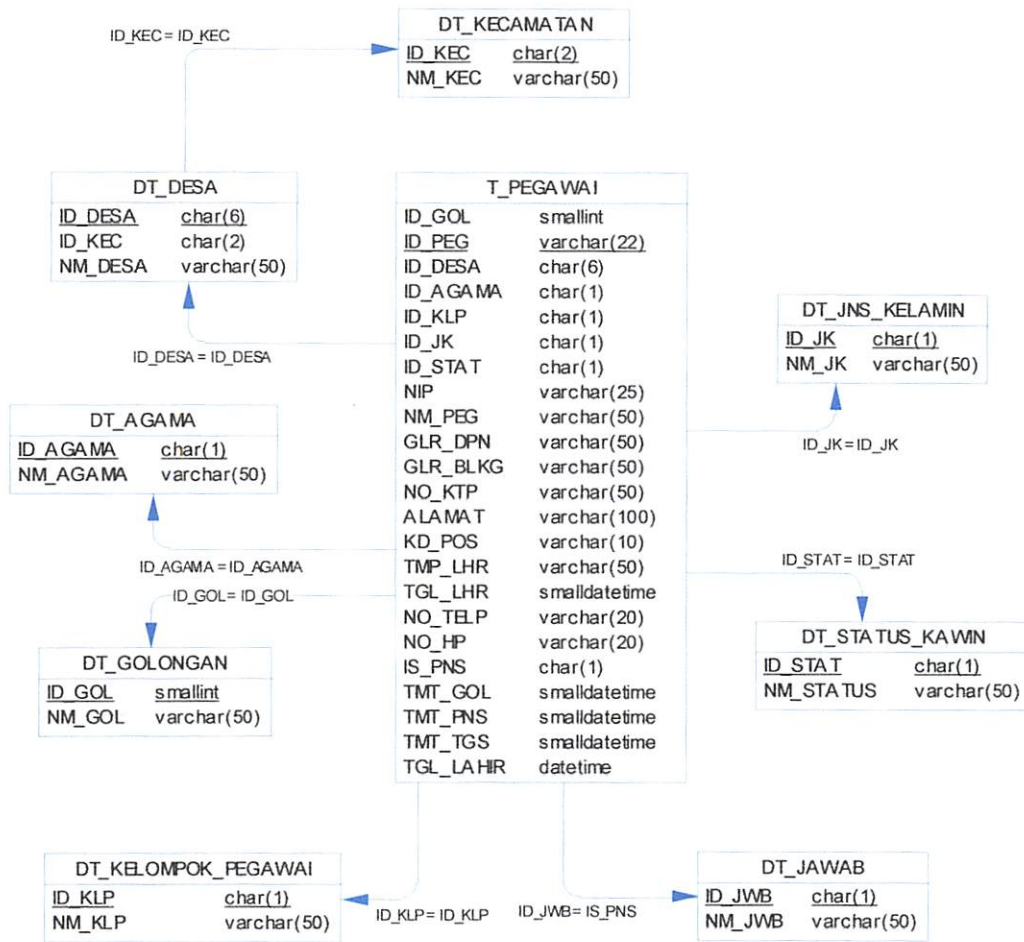 DT_KECAMATAN
ID_KEC char(2)
NM_KEC varchar(50)
ID_KEC = ID_KEC
DT_DESA
ID_DESA char(6)
ID_KEC char(2)
NM_DESA varchar(50)
ID_DESA = ID_DESA
T_PEGAWAI
ID_GOL smallint
ID_PEG varchar(22)
ID_DESA char(6)
ID_AGAMA char(1)
ID_KLP char(1)
ID_JK char(1)
ID_STAT char(1)
NIP varchar(25)
NM_PEG varchar(50)
GLR_DPN varchar(50)
GLR_BLKG varchar(50)
NO_KTP varchar(50)
ALAMAT varchar(100)
KD_POS varchar(10)
TMP_LHR varchar(50)
TGL_LHR smalldatetime
NO_TELP varchar(20)
NO_HP varchar(20)
IS_PNS char(1)
TMT_GOL smalldatetime
TMT_PNS smalldatetime
TMT_TGS smalldatetime
TGL_LAHIR datetime
DT_JNS_KELAMIN
ID_JK char(1)
NM_JK varchar(50)
ID_JK = ID_JK
DT_AGAMA
ID_AGAMA char(1)
NM_AGAMA varchar(50)
ID_AGAMA = ID_AGAMA
ID_GOL = ID_GOL
ID_STAT = ID_STAT
DT_GOLONGAN
ID_GOL smallint
NM_GOL varchar(50)
DT_STATUS_KAWIN
ID_STAT char(1)
NM_STATUS varchar(50)
DT_KELOMPOK_PEGAWAI
ID_KLP char(1)
NM_KLP varchar(50)
ID_KLP = ID_KLP
ID_JWB = IS_PNS
DT_JAWAB
ID_JWB char(1)
NM_JWB varchar(50)